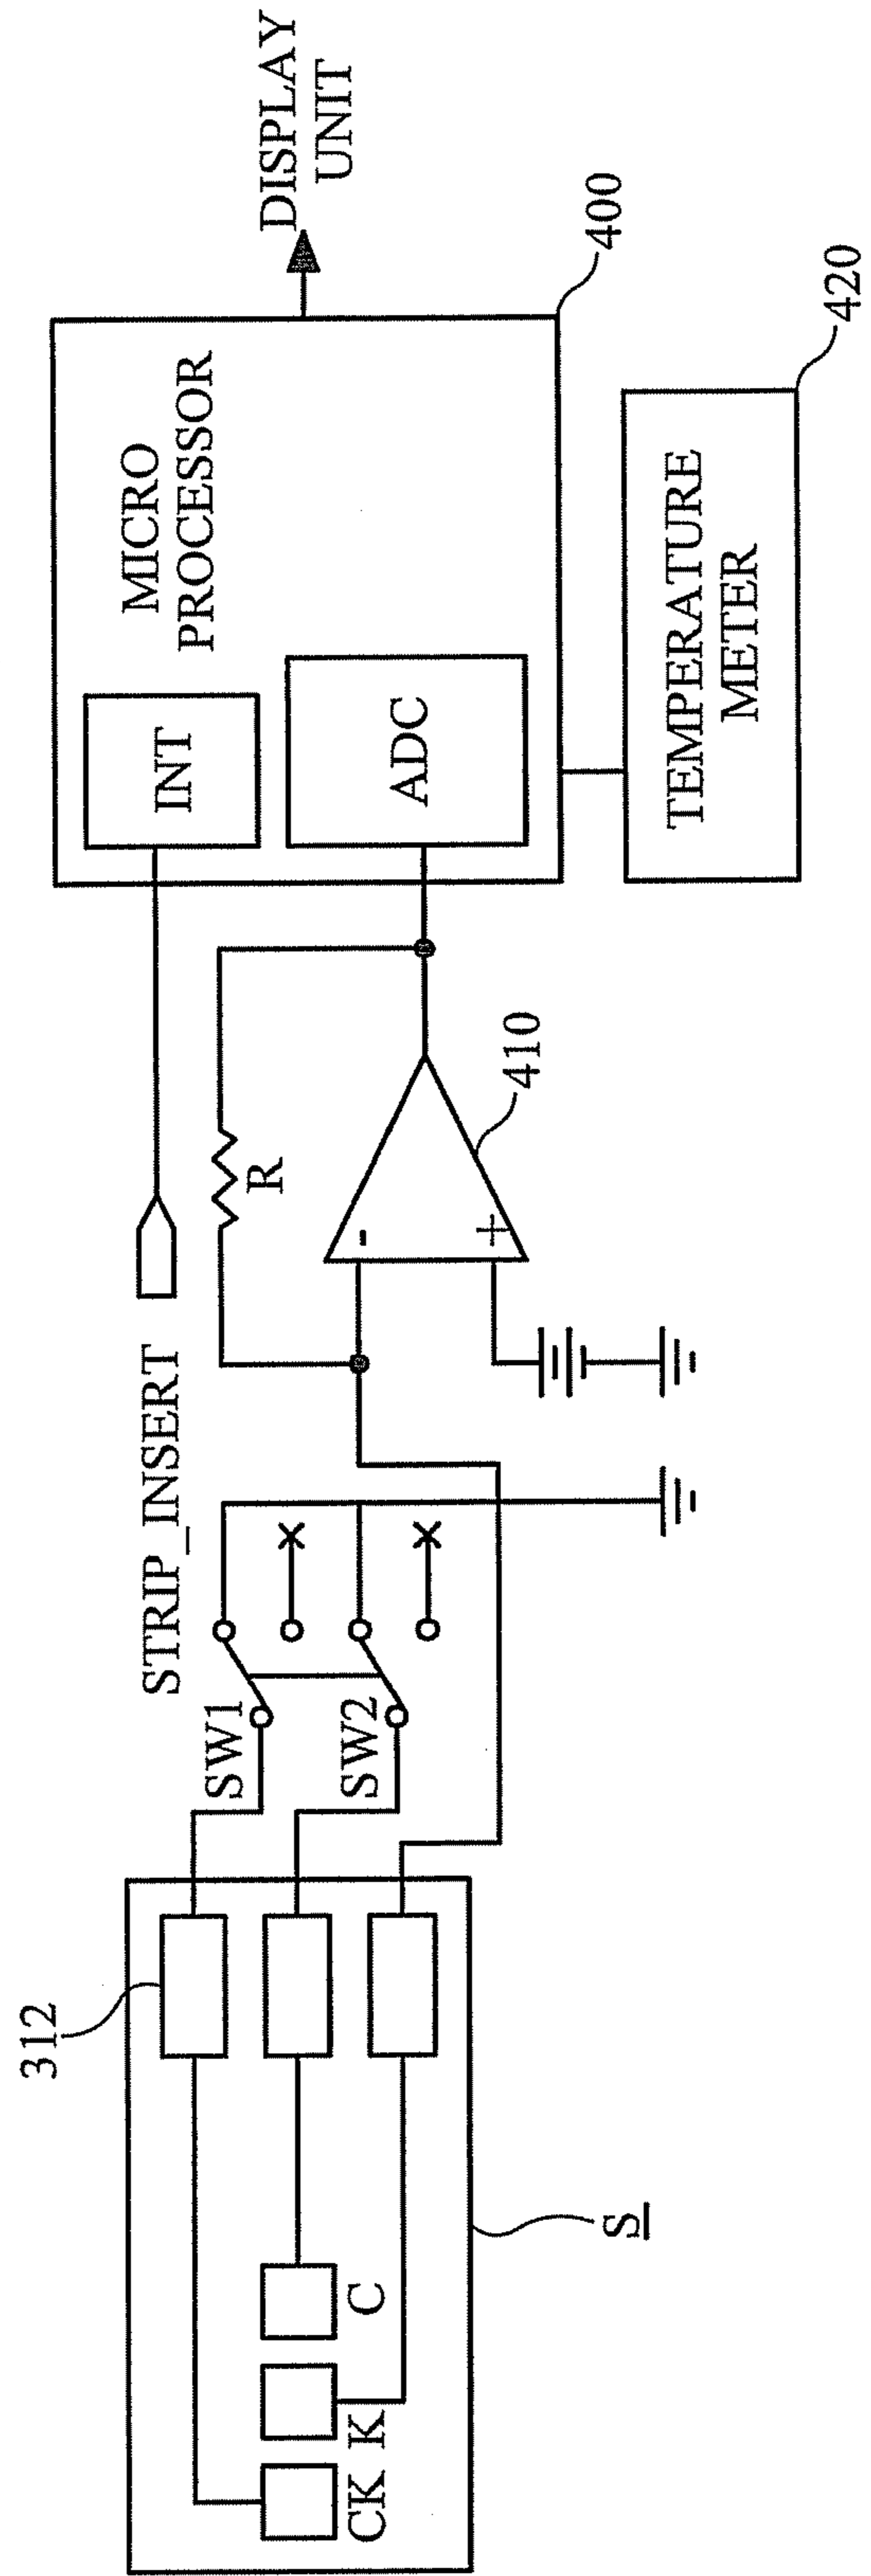 312
CK
K
C
S
SW1
SW2
STRIP_INSERT
R
-
+
410
INT
ADC
MICRO
PROCESSOR
400
TEMPERATURE
METER
420
DISPLAY
UNIT